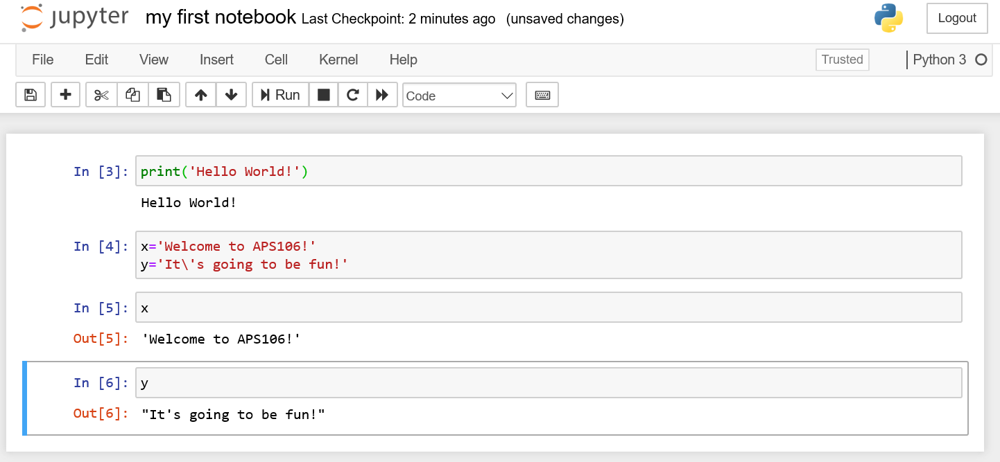 jupyter my first notebook Last Checkpoint: 2 minutes ago (unsaved changes) Logout
File Edit View Insert Cell Kernel Help Trusted Python 3
Run Code
In [3]: print('Hello World!')
Hello World!
In [4]: x='Welcome to APS106!'
y='It\'s going to be fun!'
In [5]: x
Out[5]: 'Welcome to APS106!'
In [6]: y
Out[6]: "It's going to be fun!"